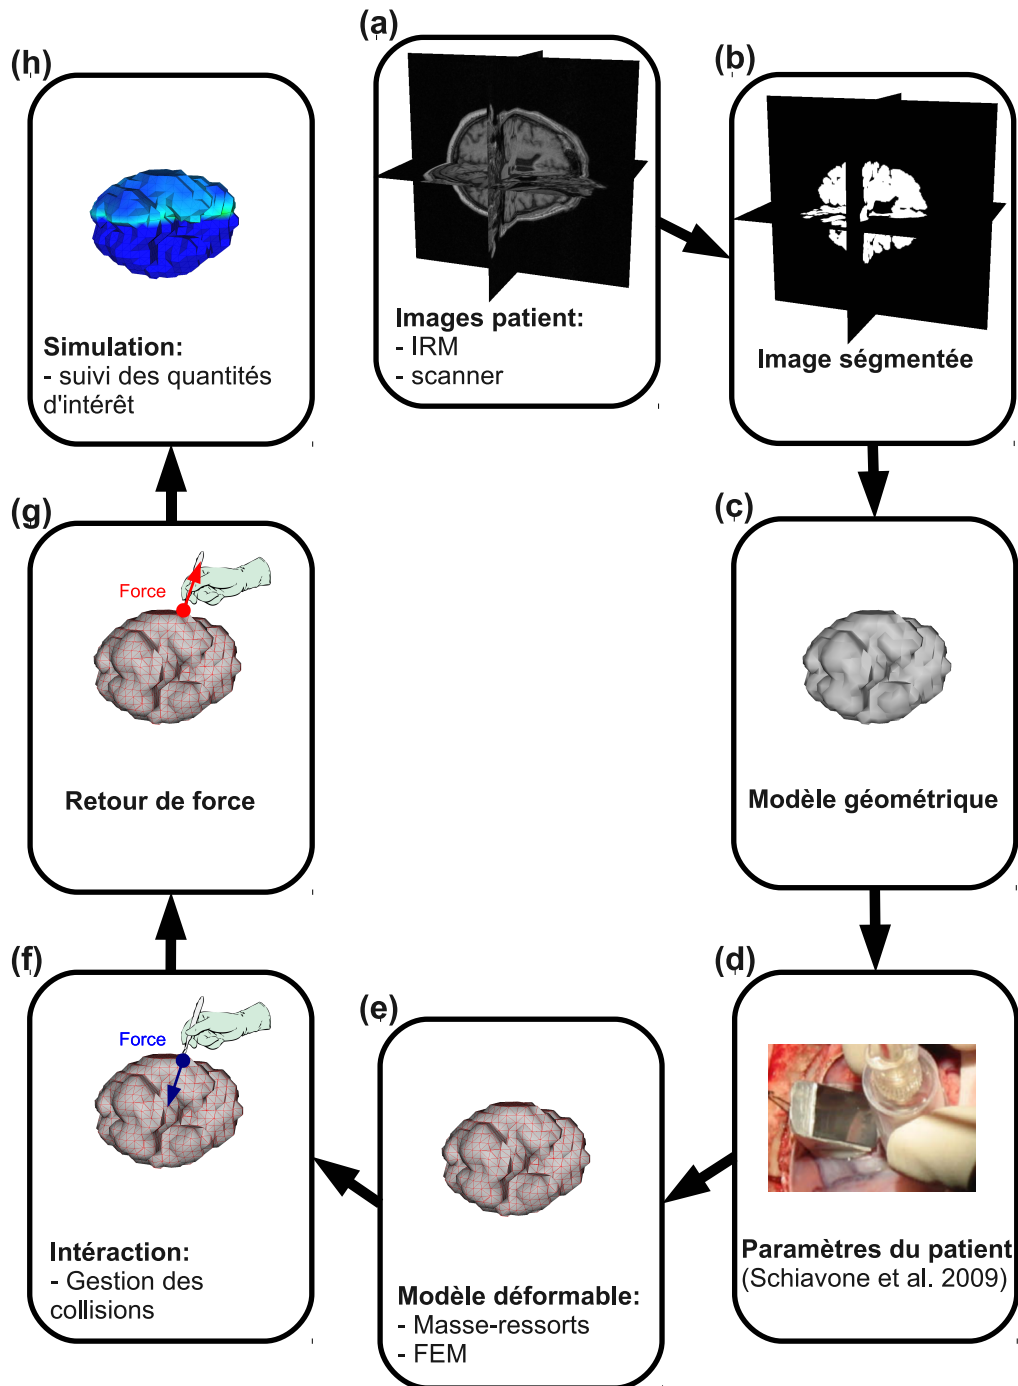 (a)
Images patient:
- IRM
- scanner
(b)
Image ségmentée
(c)
Modèle géométrique
(d)
Paramètres du patient
(Schiavone et al. 2009)
(e)
Modèle déformable:
- Masse-ressorts
- FEM
(f)
Force
Intéraction:
- Gestion des
collisions
(g)
Force
Retour de force
(h)
Simulation:
- suivi des quantités
d'intérêt